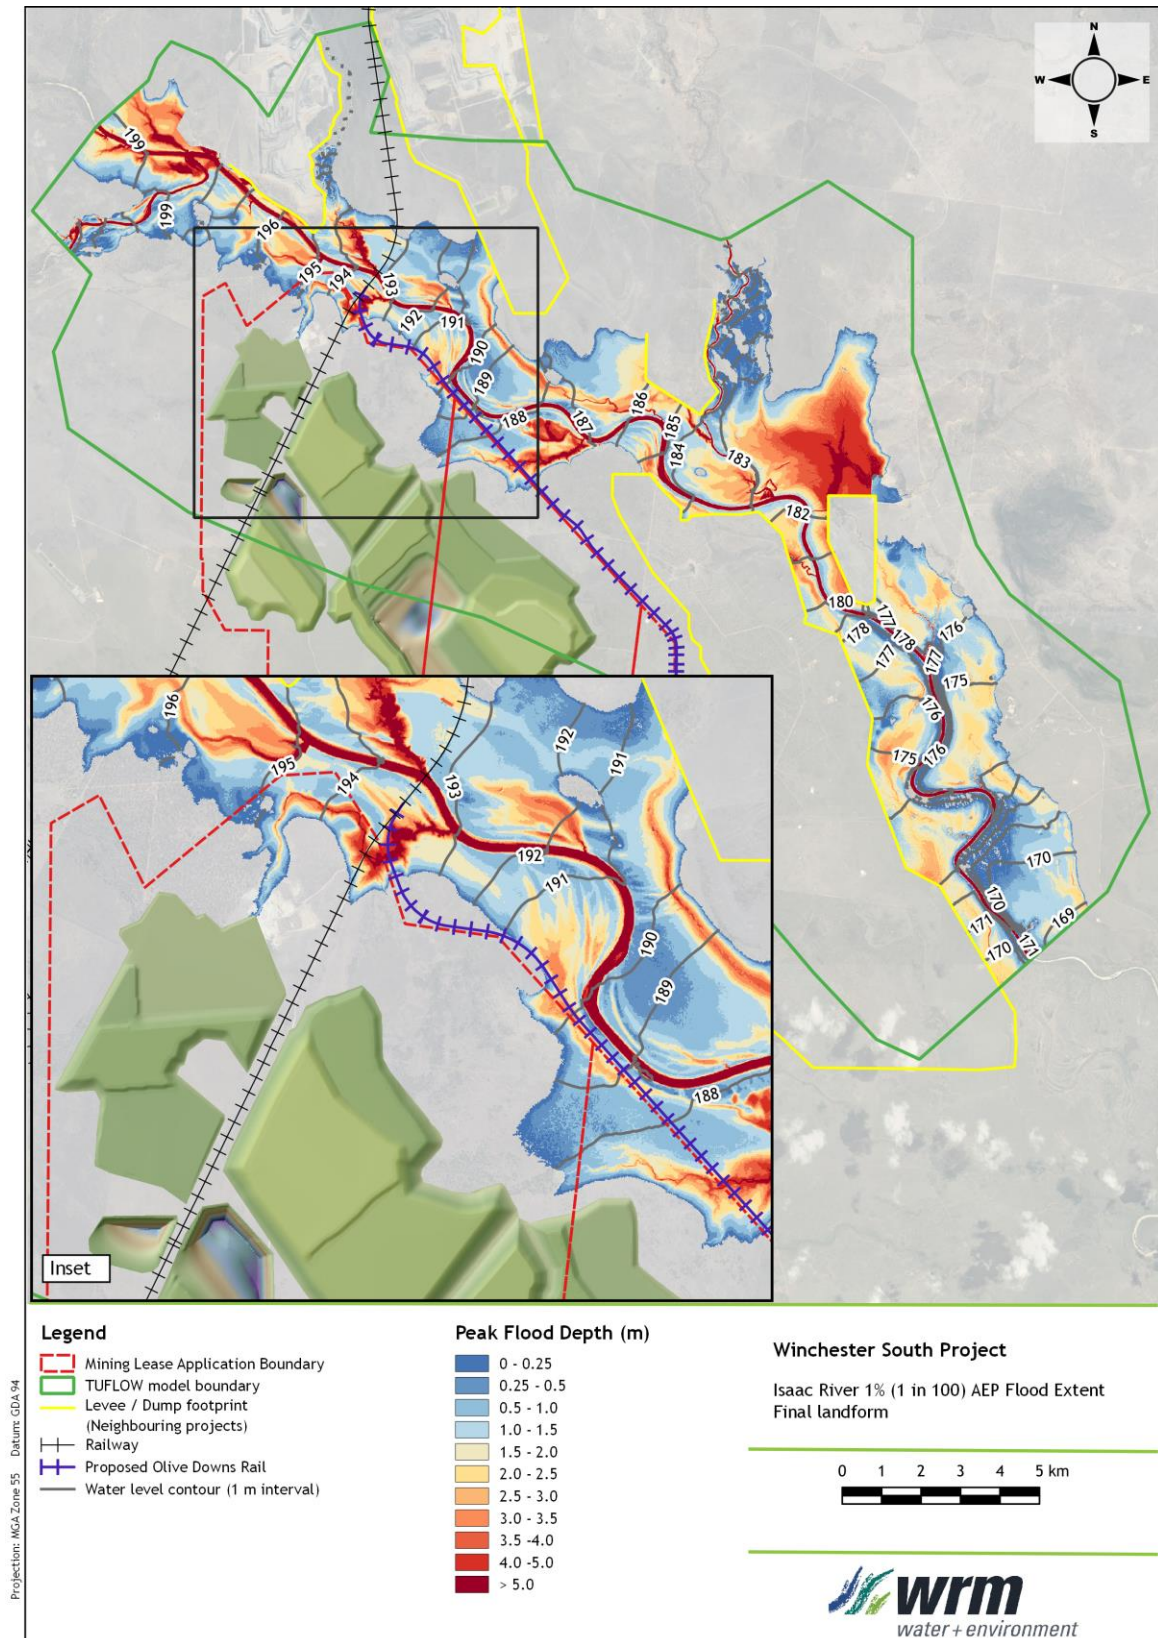 N
W E
S
199
199
196
195
194
193
192
191
190
189
188
187
186
185
184
183
182
180
178
177
178
177
176
177
175
176
176
175
170
170
169
171
170
171
196
195
194
193
192
191
192
191
190
189
188
Inset
Legend
Mining Lease Application Boundary
TUFLOW model boundary
Levee / Dump footprint
(Neighbouring projects)
Railway
Proposed Olive Downs Rail
Water level contour (1 m interval)
Peak Flood Depth (m)
0 - 0.25
0.25 - 0.5
0.5 - 1.0
1.0 - 1.5
1.5 - 2.0
2.0 - 2.5
2.5 - 3.0
3.0 - 3.5
3.5 -4.0
4.0 -5.0
> 5.0
Winchester South Project
Isaac River 1% (1 in 100) AEP Flood Extent
Final landform
0 1 2 3 4 5 km
wrm
water + environment
Projection: MGA Zone 55 Datum: GDA 94